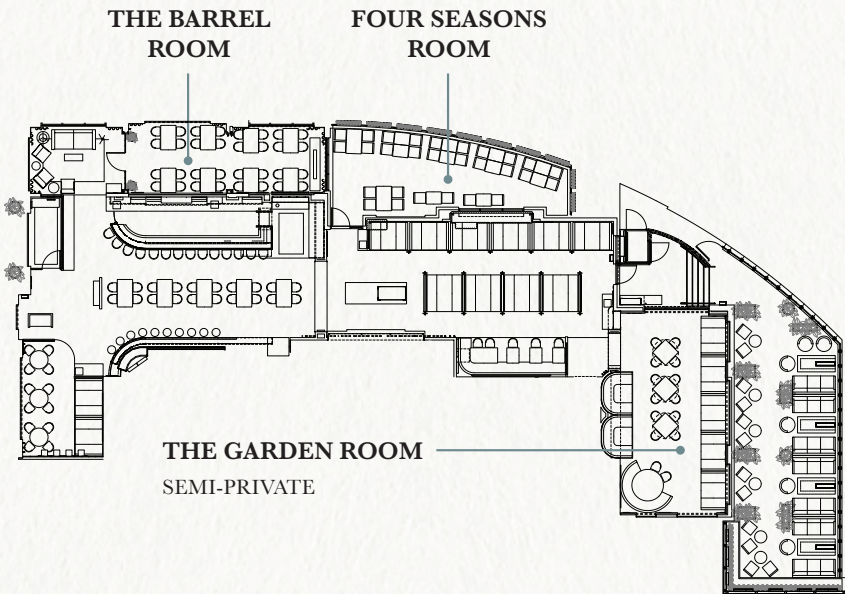 THE BARREL
ROOM
FOUR SEASONS
ROOM
THE GARDEN ROOM
SEMI-PRIVATE